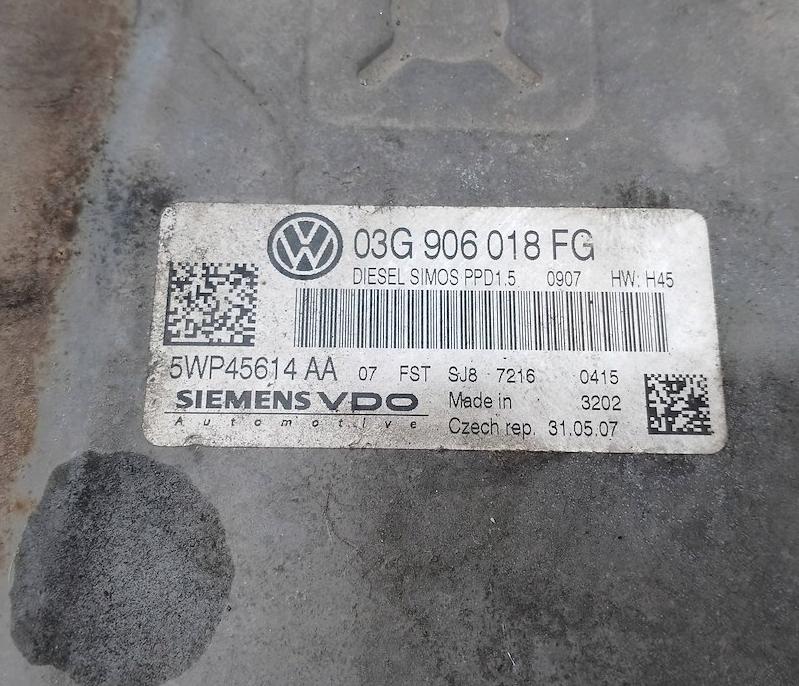 03G 906 018 FG
DIESEL SIMOS PPD1.5 0907 HW: H45
5WP45614 AA 07 FST SJ8 7216 0415
SIEMENS VDO Made in 3202
Automotive Czech rep. 31.05.07